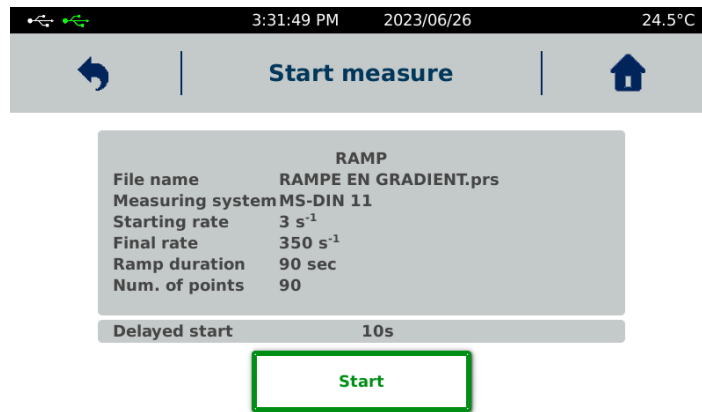 3:31:49 PM 2023/06/26 24.5°C
Start measure
RAMP
File name RAMPE EN GRADIENT.prs
Measuring system MS-DIN 11
Starting rate 3 s⁻¹
Final rate 350 s⁻¹
Ramp duration 90 sec
Num. of points 90
Delayed start 10s
Start